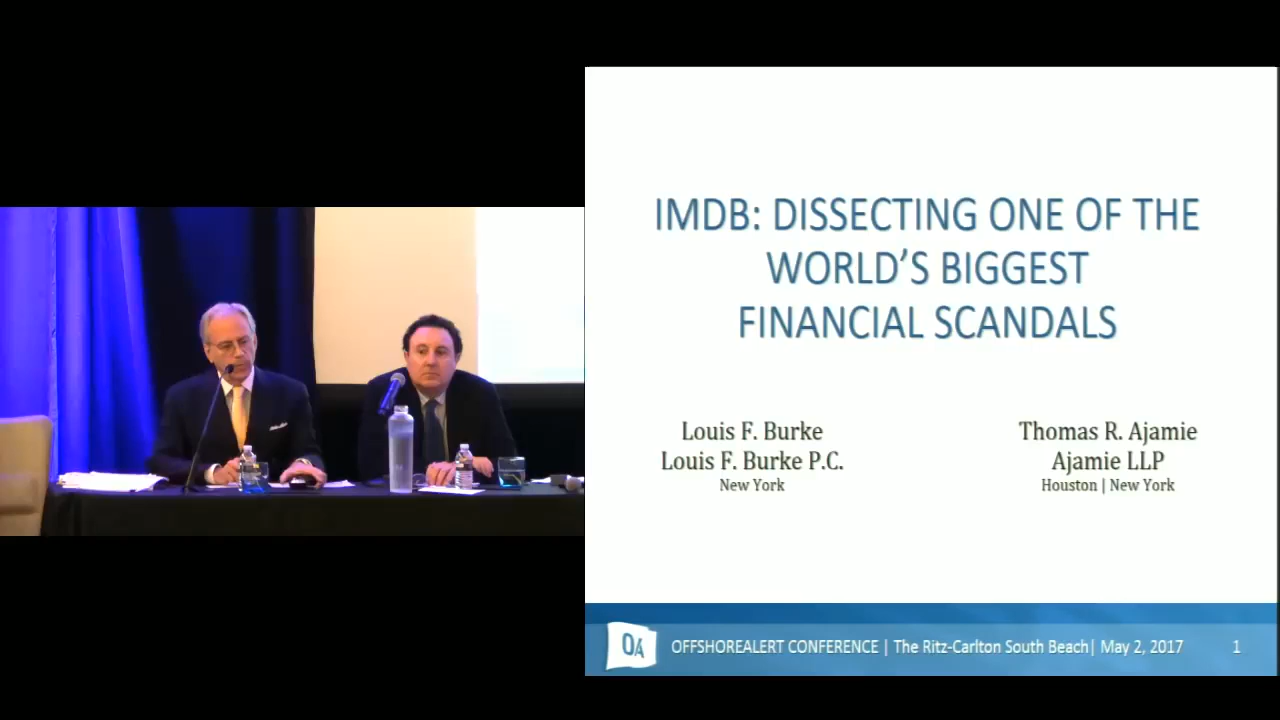 IMDB: DISSECTING ONE OF THE
WORLD'S BIGGEST
FINANCIAL SCANDALS
Louis F. Burke
Louis F. Burke P.C.
New York
Thomas R. Ajamie
Ajamie LLP
Houston | New York
OA
OFFSHOREALERT CONFERENCE | The Ritz-Carlton South Beach| May 2, 2017
1